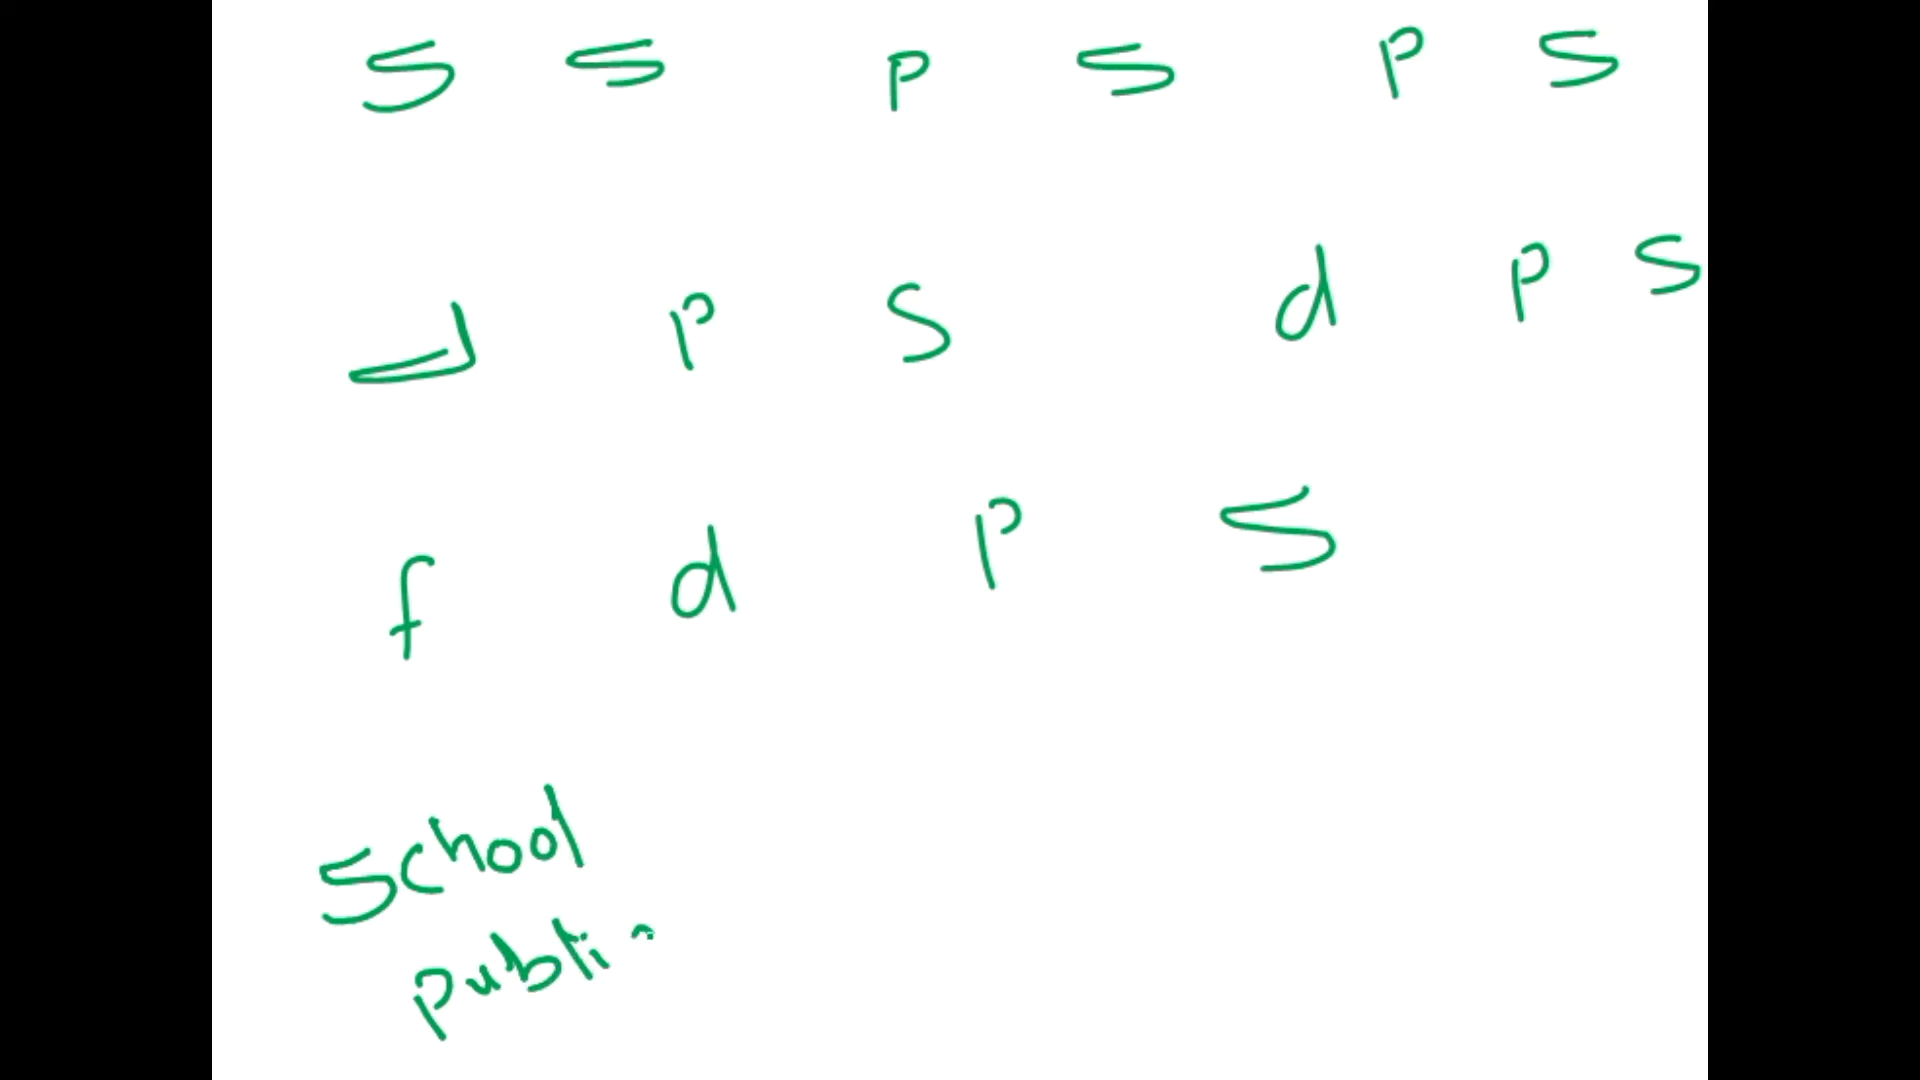 s s p s p s
p s d p s
f d p s
school
publi